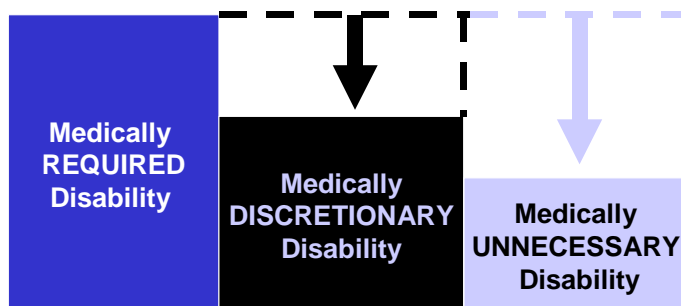 Medically
REQUIRED
Disability
Medically
DISCRETIONARY
Disability
Medically
UNNECESSARY
Disability